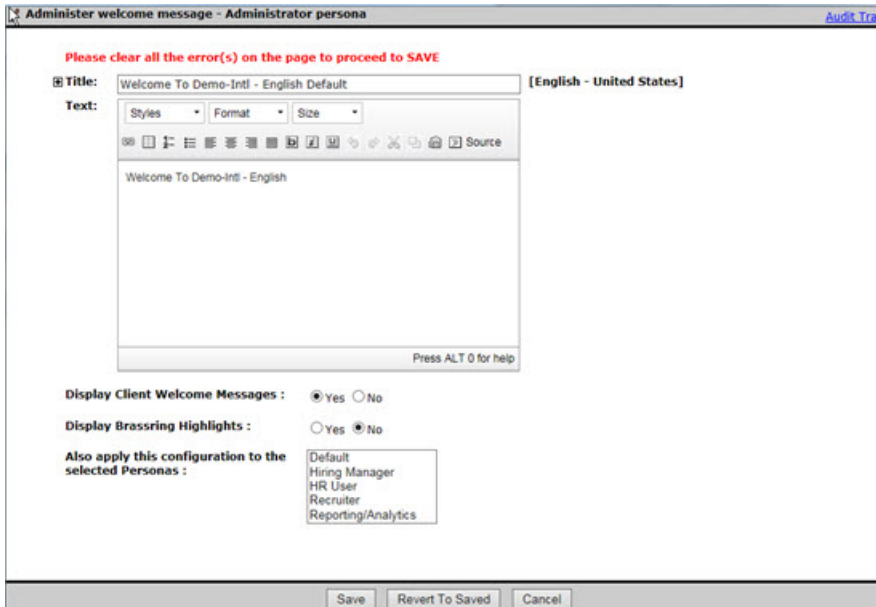 Administer welcome message - Administrator persona
Audit Tra
Please clear all the error(s) on the page to proceed to SAVE
Title: Welcome To Demo-Intl - English Default [English - United States]
Text: Styles Format Size
b i u Source
Welcome To Demo-Intl - English
Press ALT 0 for help
Display Client Welcome Messages : Yes No
Display Brassring Highlights : Yes No
Also apply this configuration to the Default
selected Personas : Hiring Manager
HR User
Recruiter
Reporting/Analytics
Save Revert To Saved Cancel